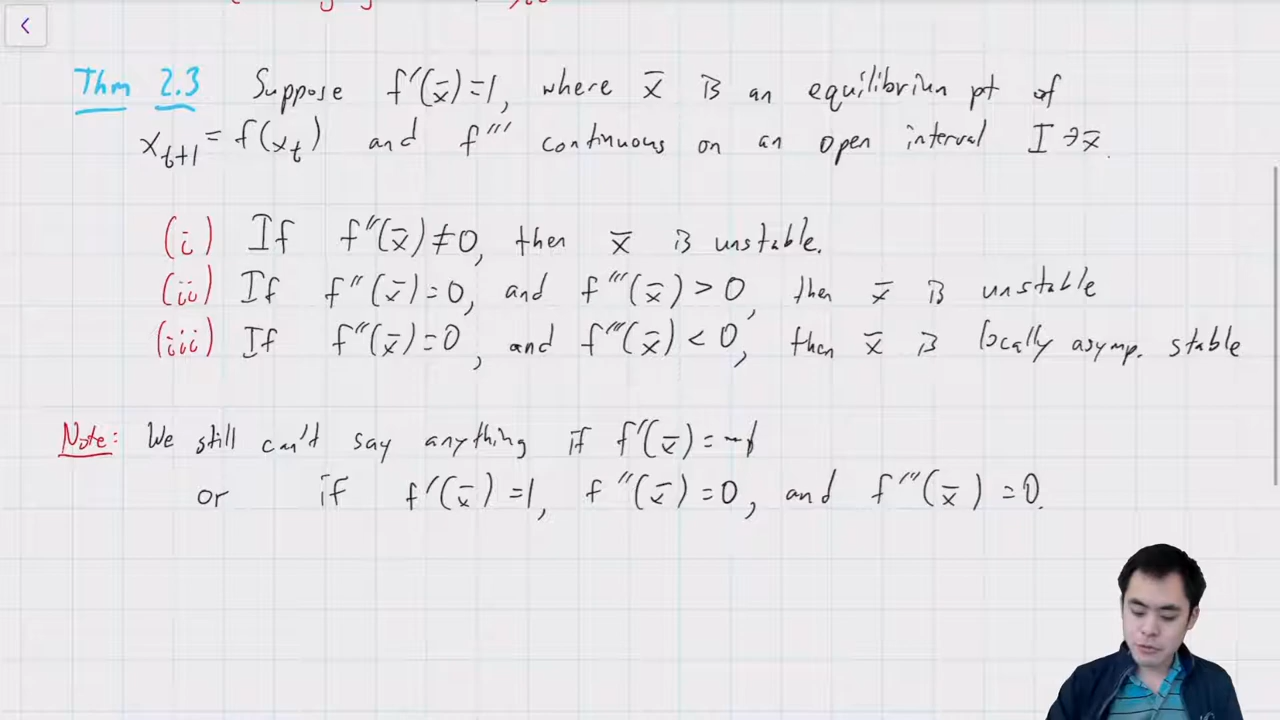 Thm 2.3 Suppose f'(x̄)=1, where x̄ is an equilibrium pt of
x_{t+1} = f(x_t) and f''' continuous on an open interval I ∋ x̄.
(i) If f''(x̄) ≠ 0, then x̄ is unstable.
(ii) If f''(x̄) = 0, and f'''(x̄) > 0, then x̄ is unstable
(iii) If f''(x̄) = 0, and f'''(x̄) < 0, then x̄ is locally asymp. stable
Note: We still can't say anything if f'(x̄) = -1
or if f'(x̄) = 1, f''(x̄) = 0, and f'''(x̄) = 0.